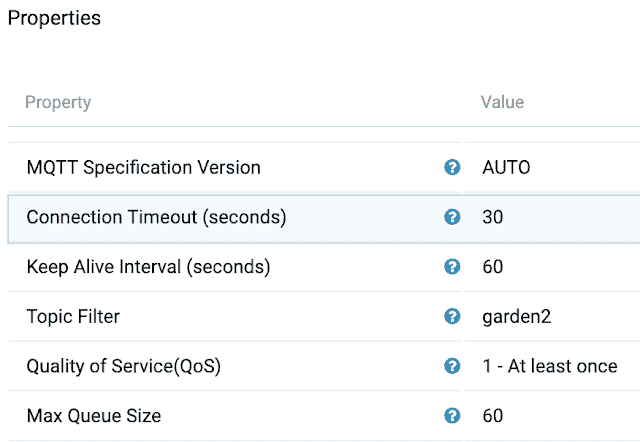 Properties
Property Value
MQTT Specification Version ? AUTO
Connection Timeout (seconds) ? 30
Keep Alive Interval (seconds) ? 60
Topic Filter ? garden2
Quality of Service(QoS) ? 1 - At least once
Max Queue Size ? 60